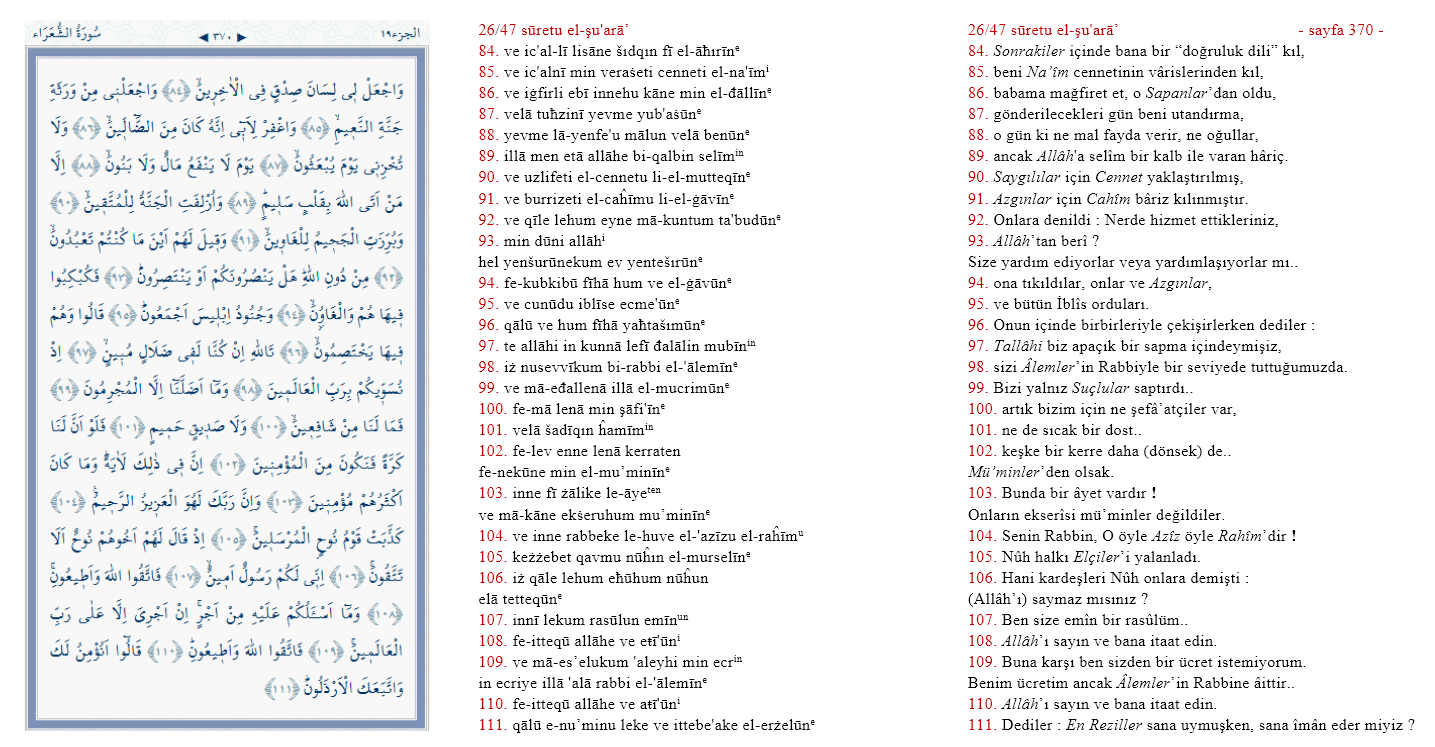 الجزء١٩
◄ ٣٧٠ ►
سُورَةُ الشُّعَرَاء
وَاجْعَلْ ل۪ي لِسَانَ صِدْقٍ فِي الْاٰخِر۪ينَۙ ﴿٨٤﴾ وَاجْعَلْن۪ي مِنْ وَرَثَةِ
جَنَّةِ النَّع۪يمِۙ ﴿٨٥﴾ وَاغْفِرْ لِاَب۪ٓي اِنَّهُ كَانَ مِنَ الضَّٓالّ۪ينَۙ ﴿٨٦﴾ وَلَا
تُخْزِن۪ي يَوْمَ يُبْعَثُونَۙ ﴿٨٧﴾ يَوْمَ لَا يَنْفَعُ مَالٌ وَلَا بَنُونَۙ ﴿٨٨﴾ اِلَّا
مَنْ اَتَى اللّٰهَ بِقَلْبٍ سَل۪يمٍۜ ﴿٨٩﴾ وَاُزْلِفَتِ الْجَنَّةُ لِلْمُتَّق۪ينَۙ ﴿٩٠﴾
وَبُرِّزَتِ الْجَح۪يمُ لِلْغَاو۪ينَۙ ﴿٩١﴾ وَق۪يلَ لَهُمْ اَيْنَ مَا كُنْتُمْ تَعْبُدُونَۙ
﴿٩٢﴾ مِنْ دُونِ اللّٰهِۜ هَلْ يَنْصُرُونَكُمْ اَوْ يَنْتَصِرُونَۜ ﴿٩٣﴾ فَكُبْكِبُوا
ف۪يهَا هُمْ وَالْغَاوُ۫نَۙ ﴿٩٤﴾ وَجُنُودُ اِبْل۪يسَ اَجْمَعُونَۜ ﴿٩٥﴾ قَالُوا وَهُمْ
ف۪يهَا يَخْتَصِمُونَۙ ﴿٩٦﴾ تَاللّٰهِ اِنْ كُنَّا لَف۪ي ضَلَالٍ مُب۪ينٍۙ ﴿٩٧﴾ اِذْ
نُسَوّ۪يكُمْ بِرَبِّ الْعَالَم۪ينَ ﴿٩٨﴾ وَمَٓا اَضَلَّنَٓا اِلَّا الْمُجْرِمُونَ ﴿٩٩﴾
فَمَا لَنَا مِنْ شَافِع۪ينَۙ ﴿١٠٠﴾ وَلَا صَد۪يقٍ حَم۪يمٍ ﴿١٠١﴾ فَلَوْ اَنَّ لَنَا
كَرَّةً فَنَكُونَ مِنَ الْمُؤْمِن۪ينَ ﴿١٠٢﴾ اِنَّ ف۪ي ذٰلِكَ لَاٰيَةًۜ وَمَا كَانَ
اَكْثَرُهُمْ مُؤْمِن۪ينَ ﴿١٠٣﴾ وَاِنَّ رَبَّكَ لَهُوَ الْعَز۪يزُ الرَّح۪يمُ۟ ﴿١٠٤﴾
كَذَّبَتْ قَوْمُ نُوحٍۨ الْمُرْسَل۪ينَۚ ﴿١٠٥﴾ اِذْ قَالَ لَهُمْ اَخُوهُمْ نُوحٌ اَلَا
تَتَّقُونَۚ ﴿١٠٦﴾ اِنّ۪ي لَكُمْ رَسُولٌ اَم۪ينٌۙ ﴿١٠٧﴾ فَاتَّقُوا اللّٰهَ وَاَط۪يعُونِۚ
﴿١٠٨﴾ وَمَٓا اَسْـَٔلُكُمْ عَلَيْهِ مِنْ اَجْرٍۚ اِنْ اَجْرِيَ اِلَّا عَلٰى رَبِّ
الْعَالَم۪ينَۚ ﴿١٠٩﴾ فَاتَّقُوا اللّٰهَ وَاَط۪يعُونِۜ ﴿١١٠﴾ قَالُٓوا اَنُؤْمِنُ لَكَ
وَاتَّبَعَكَ الْاَرْذَلُونَۜ ﴿١١١﴾
26/47 sūretu el-şu'arā’
84. ve ic'al-lī lisāne šıdqın fī el-āħırīnᵉ
85. ve ic'alnī min veraṡeti cenneti el-na'īmⁱ
86. ve iġfirli ebī innehu kāne min el-đāllīnᵉ
87. velā tuħzinī yevme yub'aṡūnᵉ
88. yevme lā-yenfe'u mālun velā benūnᵉ
89. illā men etā allāhe bi-qalbin selīmⁱⁿ
90. ve uzlifeti el-cennetu li-el-mutteqīnᵉ
91. ve burrizeti el-caĥīmu li-el-ġāvīnᵉ
92. ve qīle lehum eyne mā-kuntum ta'budūnᵉ
93. min dūni allāhⁱ
hel yenšurūnekum ev yentešırūnᵉ
94. fe-kubkibū fīhā hum ve el-ġāvūnᵉ
95. ve cunūdu iblīse ecme'ūnᵉ
96. qālū ve hum fīhā yaħtašımūnᵉ
97. te allāhi in kunnā lefī đalālin mubīnⁱⁿ
98. iż nusevvīkum bi-rabbi el-'ālemīnᵉ
99. ve mā-eđallenā illā el-mucrimūnᵉ
100. fe-mā lenā min şāfi'īnᵉ
101. velā šadīqın ĥamīmⁱⁿ
102. fe-lev enne lenā kerraten
fe-nekūne min el-mu’minīnᵉ
103. inne fī żālike le-āyeᵗᵉⁿ
ve mā-kāne ekṡeruhum mu’minīnᵉ
104. ve inne rabbeke le-huve el-'azīzu el-raĥīmᵘ
105. keżżebet qavmu nūĥın el-murselīnᵉ
106. iż qāle lehum eħūhum nūĥun
elā tetteqūnᵉ
107. innī lekum rasūlun emīnᵘⁿ
108. fe-itteqū allāhe ve eŧī'ūnⁱ
109. ve mā-es’elukum 'aleyhi min ecrⁱⁿ
in ecriye illā 'alā rabbi el-'ālemīnᵉ
110. fe-itteqū allāhe ve aŧī'ūnⁱ
111. qālū e-nu’minu leke ve ittebe'ake el-erżelūnᵉ
26/47 sūretu el-şu'arā’ - sayfa 370 -
84. Sonrakiler içinde bana bir “doğruluk dili” kıl,
85. beni Na’îm cennetinin vârislerinden kıl,
86. babama mağfiret et, o Sapanlar’dan oldu,
87. gönderilecekleri gün beni utandırma,
88. o gün ki ne mal fayda verir, ne oğullar,
89. ancak Allâh'a selîm bir kalb ile varan hâriç.
90. Saygılılar için Cennet yaklaştırılmış,
91. Azgınlar için Cahîm bâriz kılınmıştır.
92. Onlara denildi : Nerde hizmet ettikleriniz,
93. Allâh’tan berî ?
Size yardım ediyorlar veya yardımlaşıyorlar mı..
94. ona tıkıldılar, onlar ve Azgınlar,
95. ve bütün İblîs orduları.
96. Onun içinde birbirleriyle çekişirlerken dediler :
97. Tallâhi biz apaçık bir sapma içindeymişiz,
98. sizi Âlemler’in Rabbiyle bir seviyede tuttuğumuzda.
99. Bizi yalnız Suçlular saptırdı..
100. artık bizim için ne şefâ’atçiler var,
101. ne de sıcak bir dost..
102. keşke bir kerre daha (dönsek) de..
Mü’minler’den olsak.
103. Bunda bir âyet vardır !
Onların ekserîsi mü’minler değildiler.
104. Senin Rabbin, O öyle Azîz öyle Rahîm’dir !
105. Nûh halkı Elçiler’i yalanladı.
106. Hani kardeşleri Nûh onlara demişti :
(Allâh’ı) saymaz mısınız ?
107. Ben size emîn bir rasûlüm..
108. Allâh’ı sayın ve bana itaat edin.
109. Buna karşı ben sizden bir ücret istemiyorum.
Benim ücretim ancak Âlemler’in Rabbine âittir..
110. Allâh’ı sayın ve bana itaat edin.
111. Dediler : En Reziller sana uymuşken, sana îmân eder miyiz ?